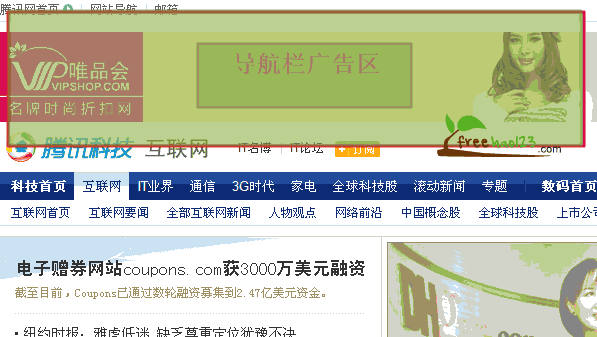 腾讯网首页 | 网站导航 | 邮箱
导航栏广告区
VIP唯品会
VIPSHOP.COM
名牌时尚折扣网
腾讯科技 互联网 IT名博 | IT论坛 + 订阅
freehao123
.com
科技首页 互联网 IT业界 通信 3G时代 家电 全球科技股 滚动新闻 专题 数码首页
互联网首页 互联网要闻 全部互联网新闻 人物观点 网络前沿 中国概念股 全球科技股 上市公司
电子赠券网站coupons.com获3000万美元融资
截至目前,Coupons已通过数轮融资募集到2.47亿美元资金。
• 纽约时报:雅虎低迷 缺乏尊重定位犹豫不决